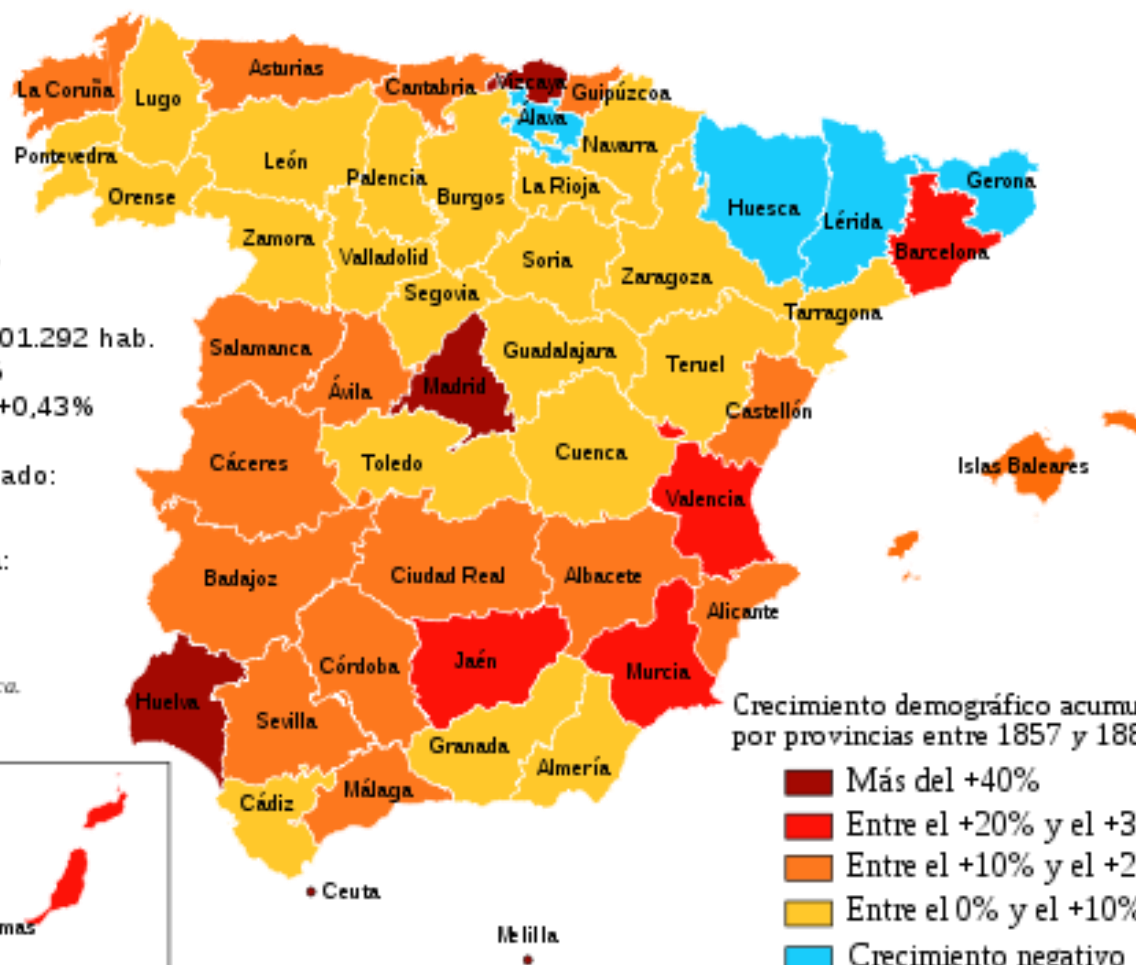 La Coruña
Lugo
Asturias
Cantabria
Vizcaya
Guipúzcoa
Álava
Navarra
Pontevedra
Orense
León
Palencia
Burgos
La Rioja
Huesca
Lérida
Gerona
Barcelona
Zamora
Valladolid
Soria
Zaragoza
Segovia
Tarragona
01.292 hab.
Salamanca
Ávila
Madrid
Guadalajara
Teruel
+0,43%
Castellón
ado:
Cáceres
Toledo
Cuenca
Valencia
Islas Baleares
Badajoz
Ciudad Real
Albacete
Alicante
Córdoba
Jaén
Murcia
ca.
Huelva
Sevilla
Granada
Almería
Málaga
Cádiz
Ceuta
Melilla
mas
Crecimiento demográfico acumu
por provincias entre 1857 y 188
Más del +40%
Entre el +20% y el +3
Entre el +10% y el +2
Entre el 0% y el +10%
Crecimiento negativo